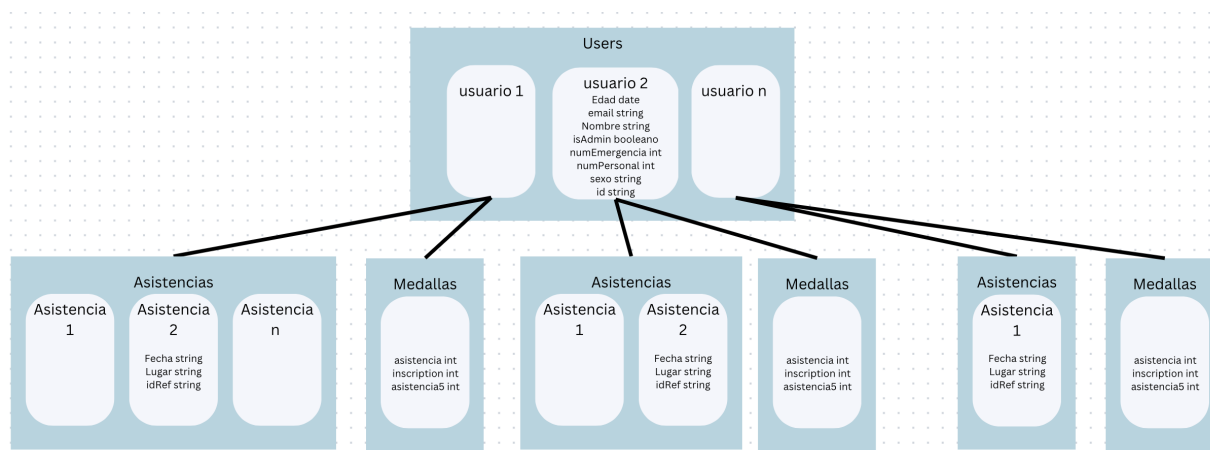 Users
usuario 1
usuario 2
Edad date
email string
Nombre string
isAdmin booleano
numEmergencia int
numPersonal int
sexo string
id string
usuario n
Asistencias
Asistencia
1
Asistencia
2
Fecha string
Lugar string
idRef string
Asistencia
n
Medallas
asistencia int
inscription int
asistencia5 int
Asistencias
Asistencia
1
Asistencia
2
Fecha string
Lugar string
idRef string
Medallas
asistencia int
inscription int
asistencia5 int
Asistencias
Asistencia
1
Fecha string
Lugar string
idRef string
Medallas
asistencia int
inscription int
asistencia5 int